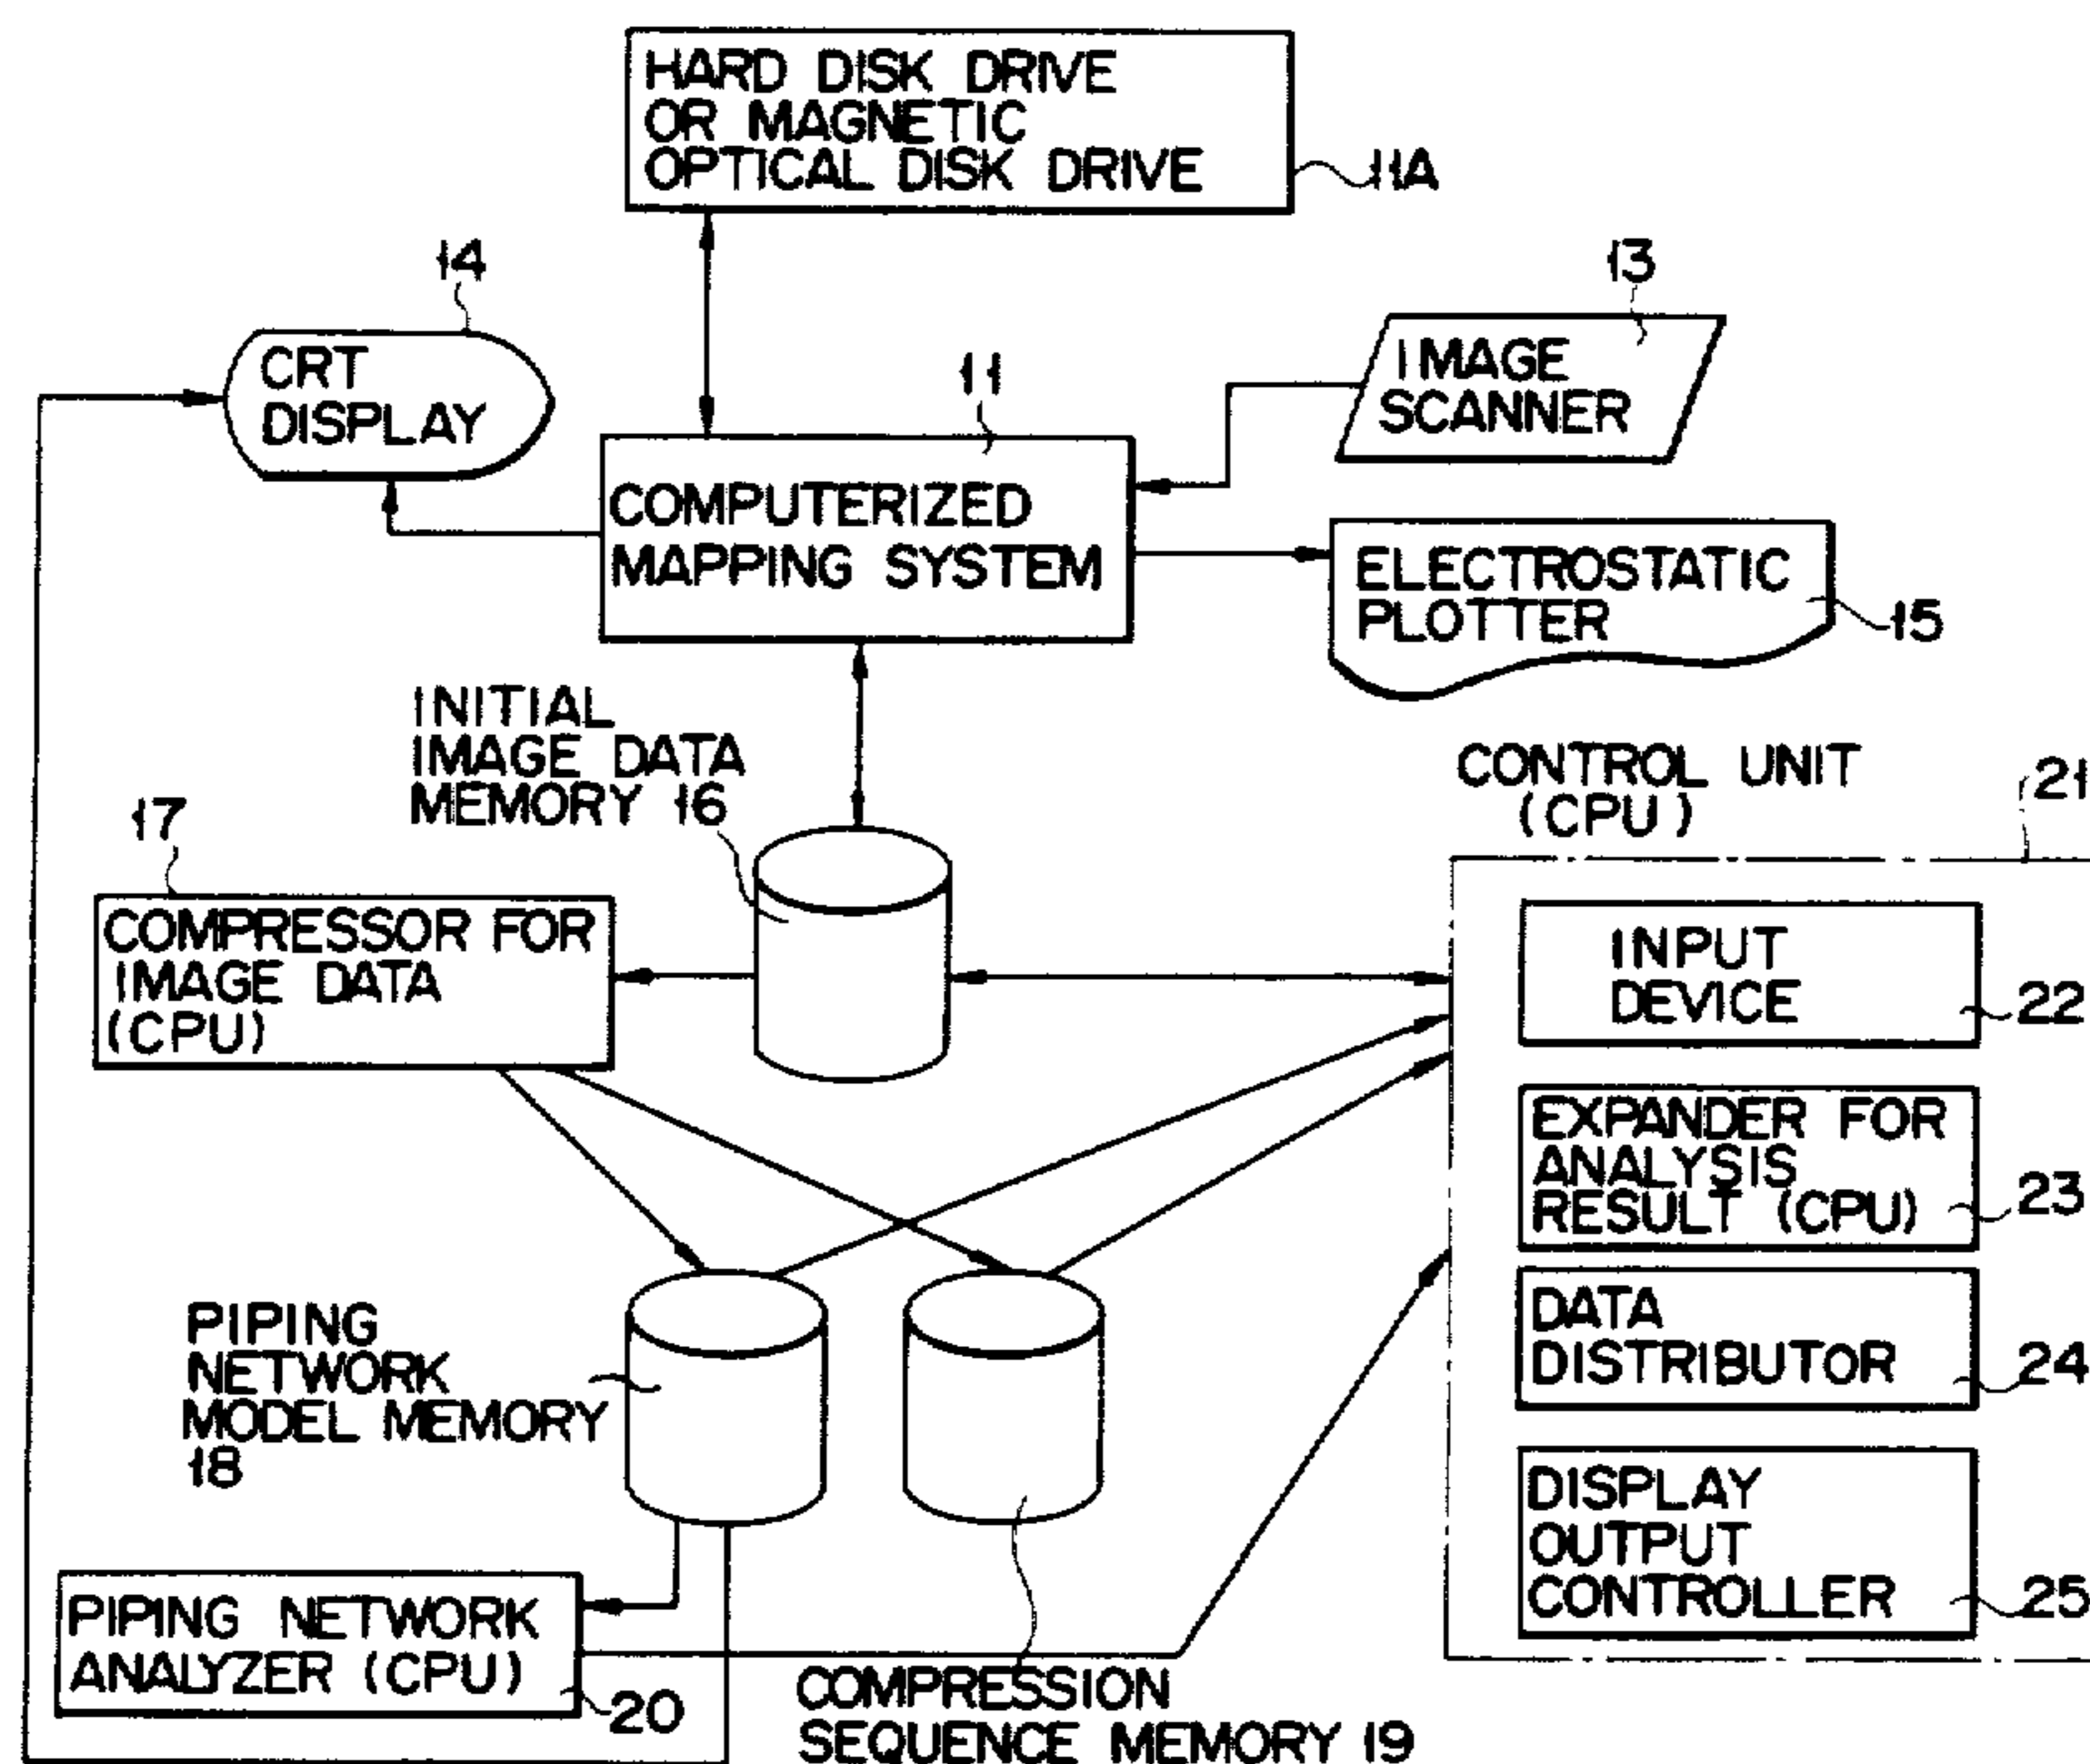 HARD DISK DRIVE
OR MAGNETIC
OPTICAL DISK DRIVE
11A
14
13
CRT
DISPLAY
11
IMAGE
SCANNER
COMPUTERIZED
MAPPING SYSTEM
ELECTROSTATIC
PLOTTER
15
INITIAL
IMAGE DATA
MEMORY 16
CONTROL UNIT
(CPU)
21
17
COMPRESSOR FOR
IMAGE DATA
(CPU)
INPUT
DEVICE
22
EXPANDER FOR
ANALYSIS
RESULT (CPU)
23
DATA
DISTRIBUTOR
24
PIPING
NETWORK
MODEL MEMORY
18
DISPLAY
OUTPUT
CONTROLLER
25
PIPING NETWORK
ANALYZER (CPU)
20
COMPRESSION
SEQUENCE MEMORY 19